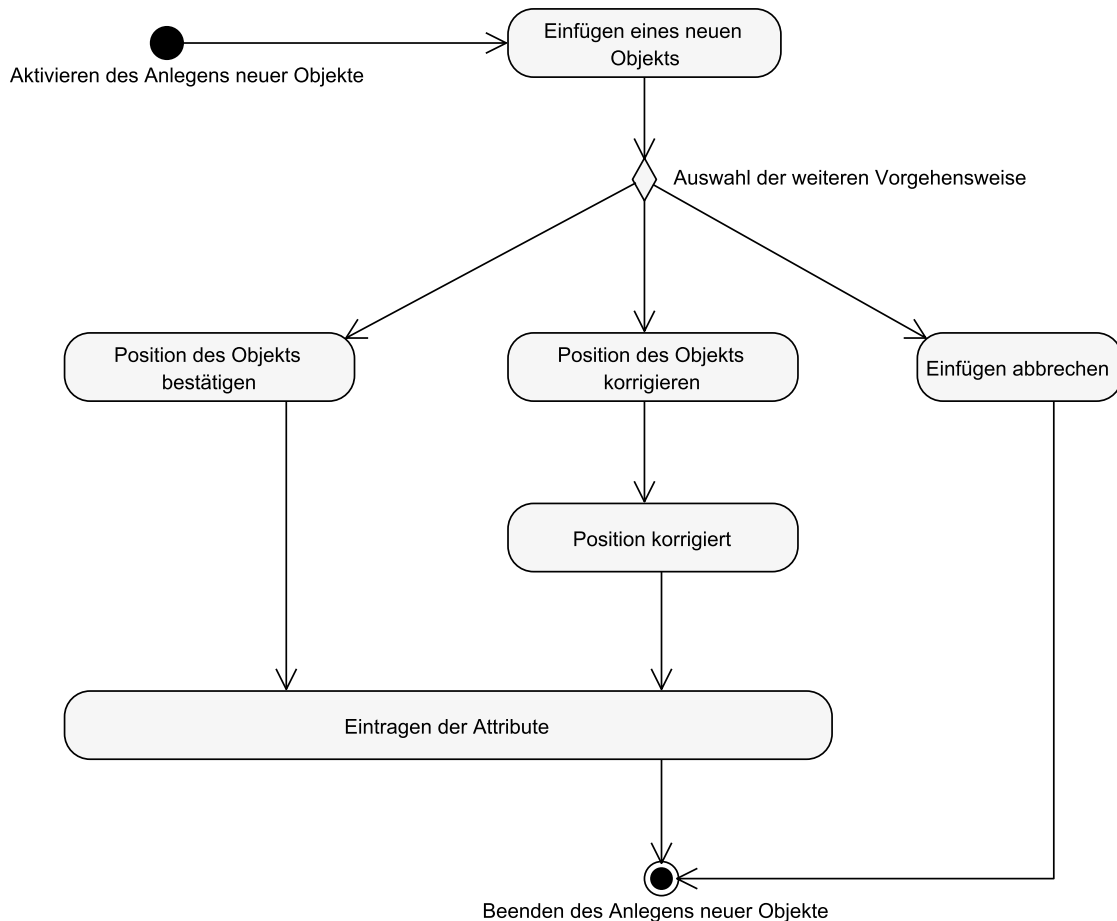 Einfügen eines neuen
Objekts
Aktivieren des Anlegens neuer Objekte
Auswahl der weiteren Vorgehensweise
Position des Objekts
bestätigen
Position des Objekts
korrigieren
Einfügen abbrechen
Position korrigiert
Eintragen der Attribute
Beenden des Anlegens neuer Objekte